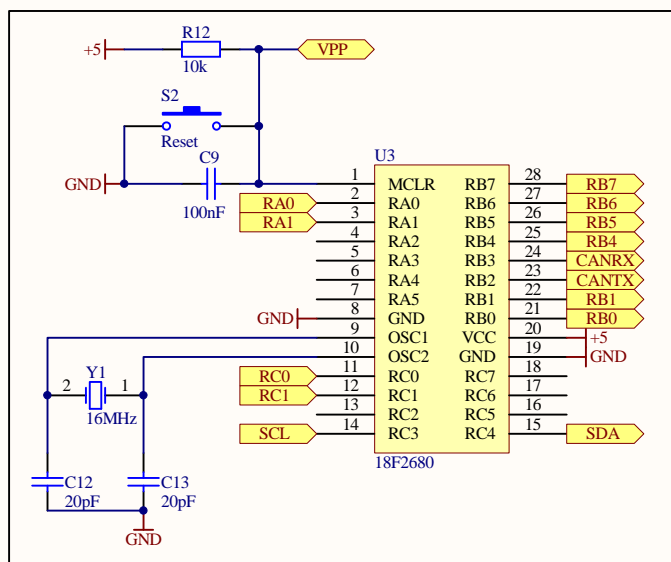 R12
+5
10k
VPP
S2
Reset
C9
GND
100nF
U3
1 MCLR RB7 28 RB7
RA0 2 RA0 RB6 27 RB6
RA1 3 RA1 RB5 26 RB5
4 RA2 RB4 25 RB4
5 RA3 RB3 24 CANRX
6 RA4 RB2 23 CANTX
7 RA5 RB1 22 RB1
GND 8 GND RB0 21 RB0
9 OSC1 VCC 20 +5
10 OSC2 GND 19 GND
RC0 11 RC0 RC7 18
RC1 12 RC1 RC6 17
13 RC2 RC5 16
SCL 14 RC3 RC4 15 SDA
18F2680
2 Y1 1
16MHz
C12
20pF
C13
20pF
GND